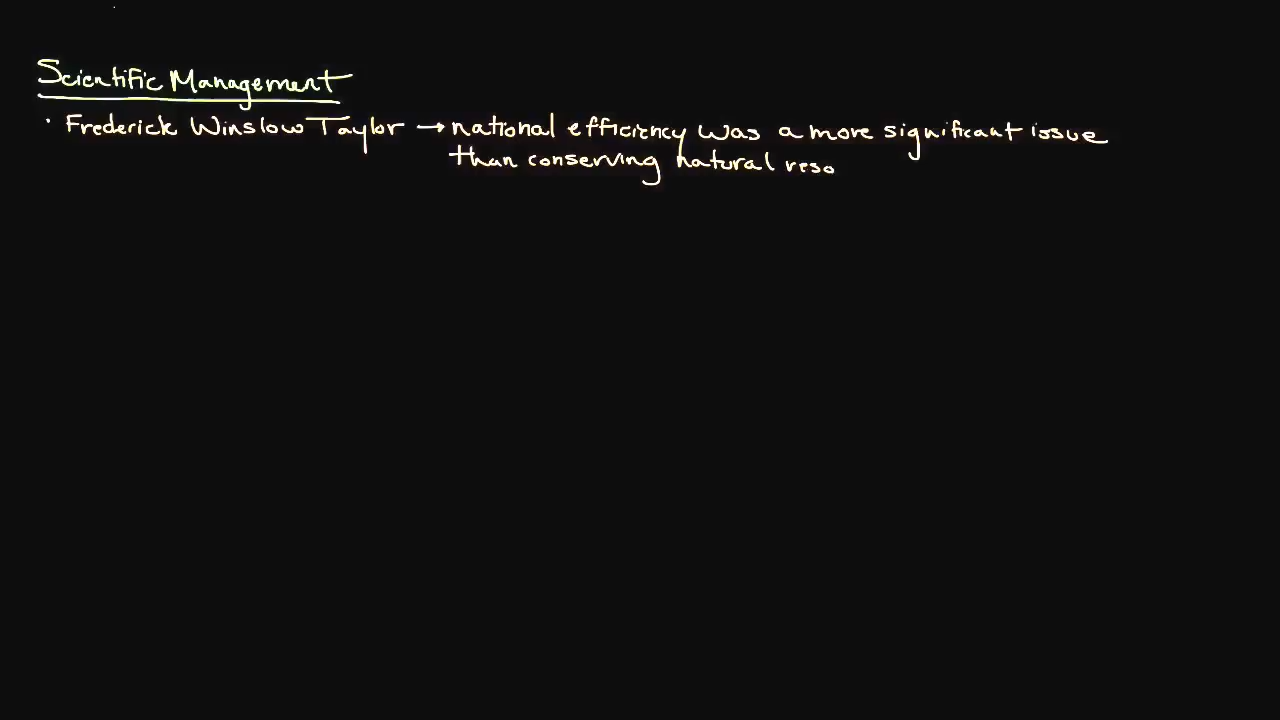 Scientific Management
· Frederick Winslow Taylor → national efficiency was a more significant issue
than conserving natural reso